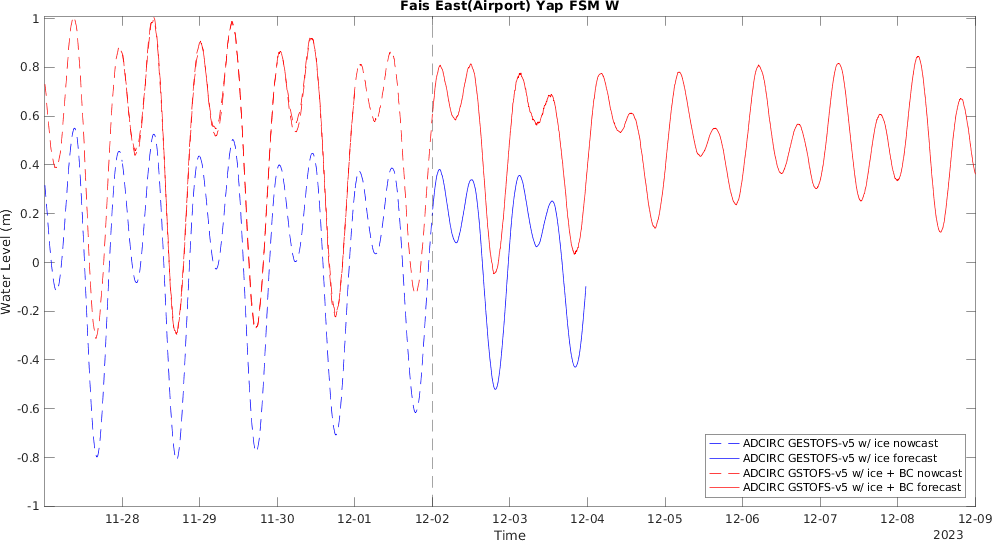 Fais East(Airport) Yap FSM W
Water Level (m)
1
0.8
0.6
0.4
0.2
0
-0.2
-0.4
-0.6
-0.8
-1
ADCIRC GESTOFS-v5 w/ ice nowcast
ADCIRC GESTOFS-v5 w/ ice forecast
ADCIRC GSTOFS-v5 w/ ice + BC nowcast
ADCIRC GSTOFS-v5 w/ ice + BC forecast
11-28 11-29 11-30 12-01 12-02 12-03 12-04 12-05 12-06 12-07 12-08 12-09
Time
2023